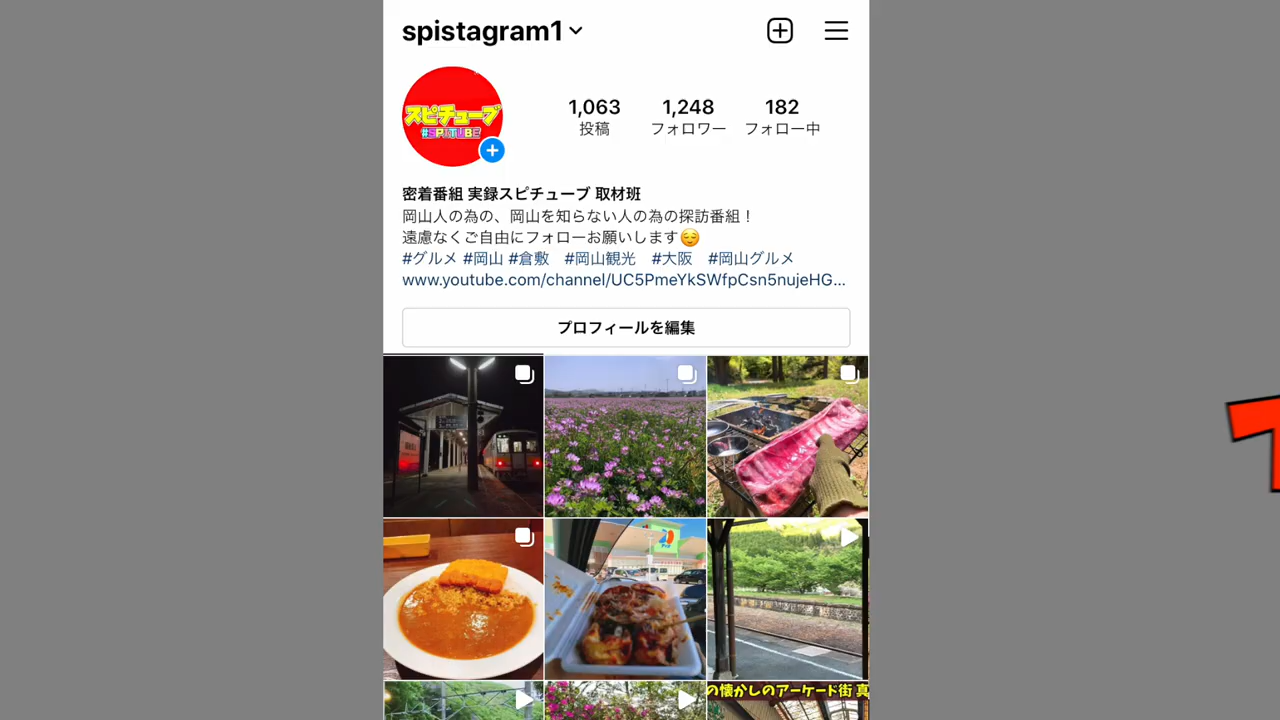 spistagram1
スピチューブ
#SPITUBE
1,063
投稿
1,248
フォロワー
182
フォロー中
密着番組 実録スピチューブ 取材班
岡山人の為の、岡山を知らない人の為の探訪番組！
遠慮なくご自由にフォローお願いします😌
#グルメ #岡山 #倉敷　#岡山観光　#大阪　#岡山グルメ
www.youtube.com/channel/UC5PmeYkSWfpCsn5nujeHG...
プロフィールを編集
の懐かしのアーケード街 真